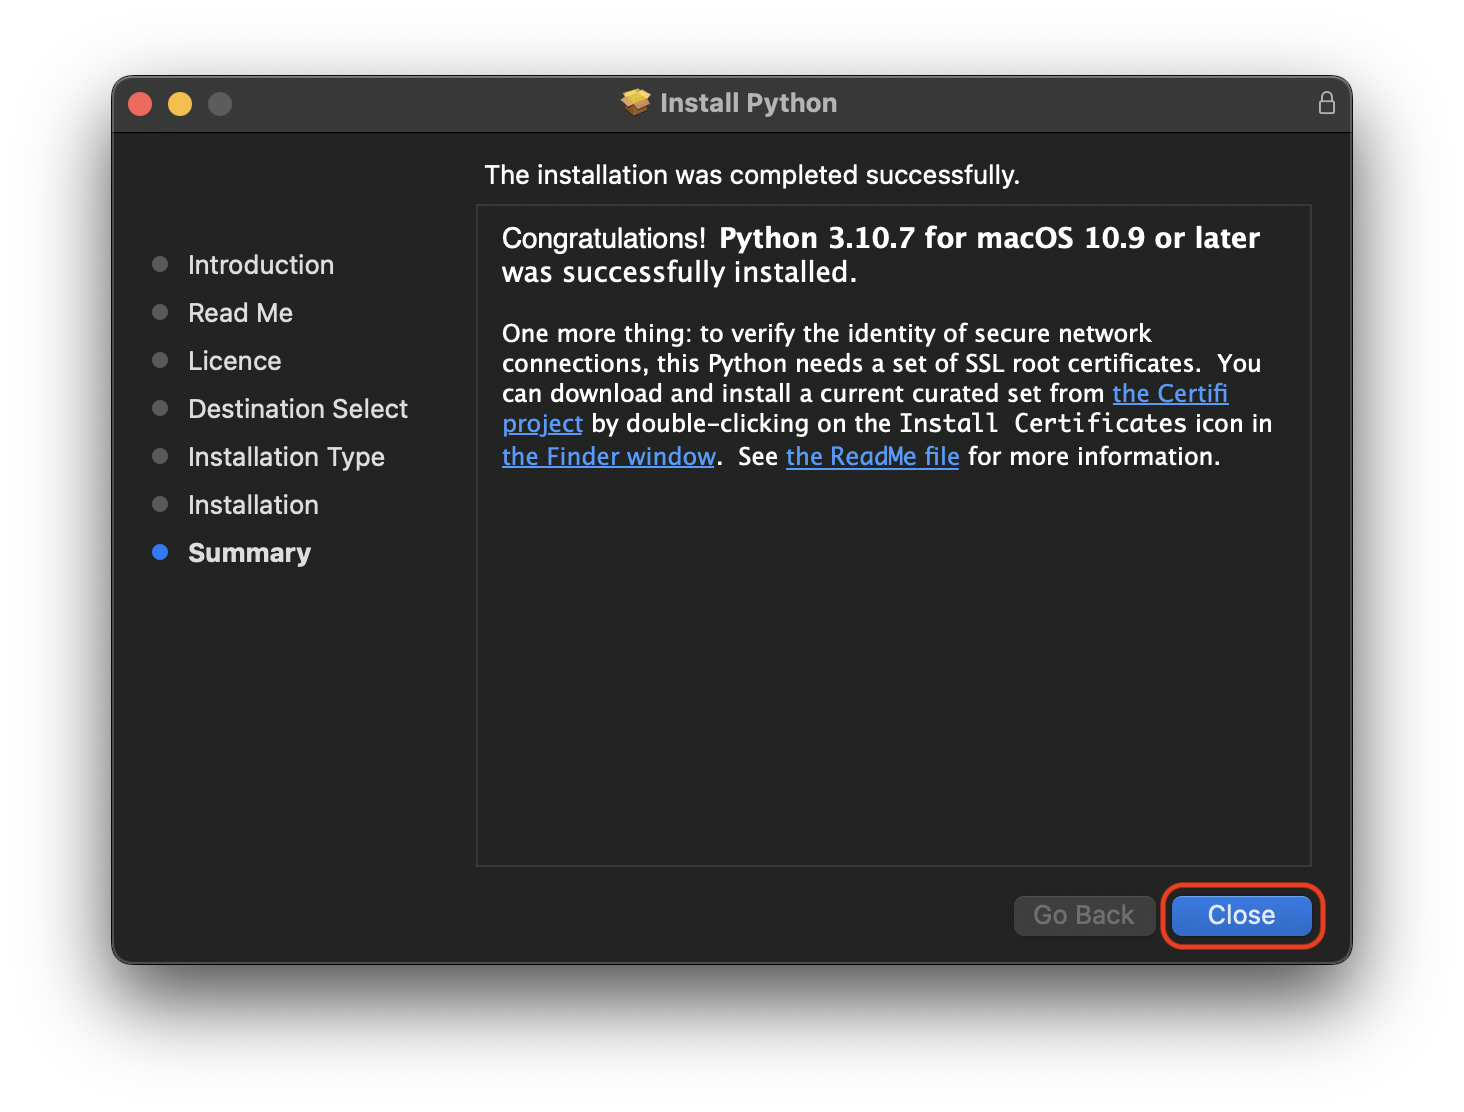 Install Python
The installation was completed successfully.
Introduction
Read Me
Licence
Destination Select
Installation Type
Installation
Summary
Congratulations! Python 3.10.7 for macOS 10.9 or later
was successfully installed.
One more thing: to verify the identity of secure network
connections, this Python needs a set of SSL root certificates.  You
can download and install a current curated set from the Certifi
project by double-clicking on the Install Certificates icon in
the Finder window.  See the ReadMe file for more information.
Go Back
Close